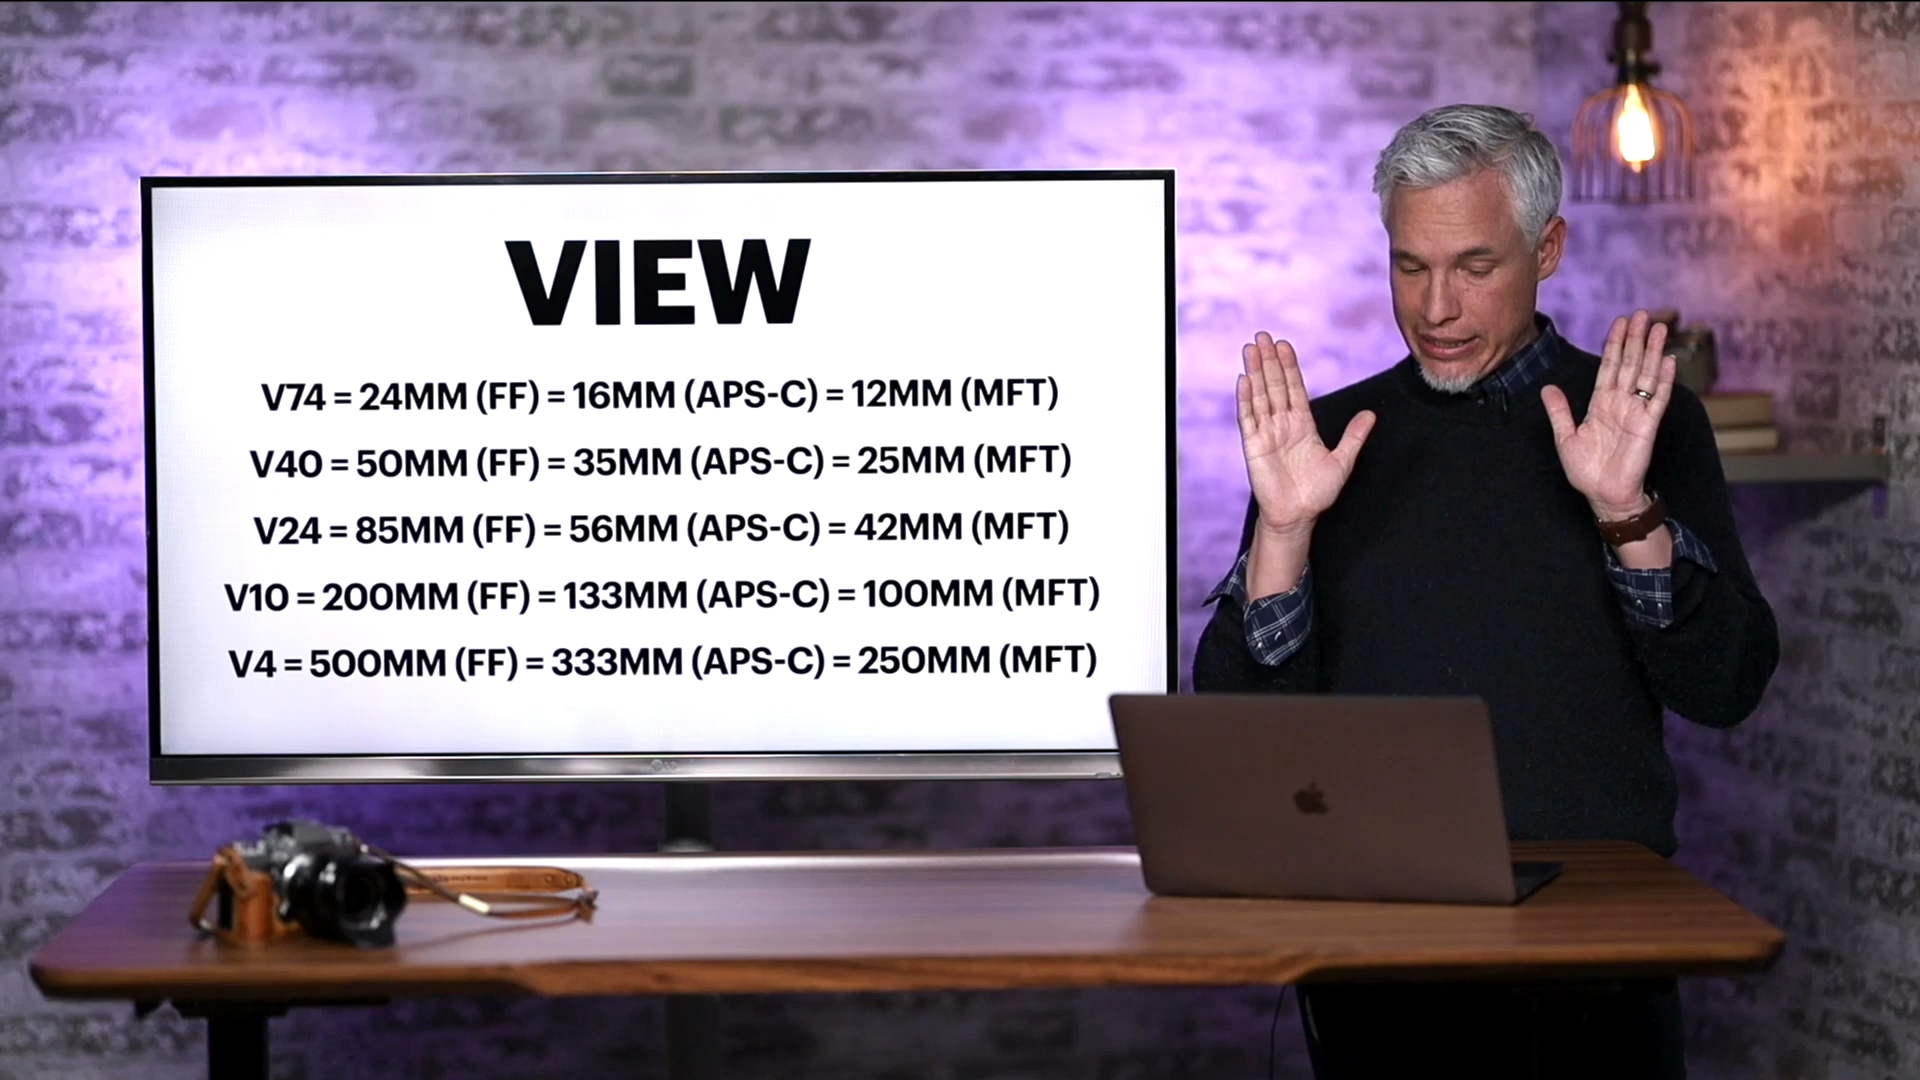 VIEW
V74 = 24MM (FF) = 16MM (APS-C) = 12MM (MFT)
V40 = 50MM (FF) = 35MM (APS-C) = 25MM (MFT)
V24 = 85MM (FF) = 56MM (APS-C) = 42MM (MFT)
V10 = 200MM (FF) = 133MM (APS-C) = 100MM (MFT)
V4 = 500MM (FF) = 333MM (APS-C) = 250MM (MFT)
LG